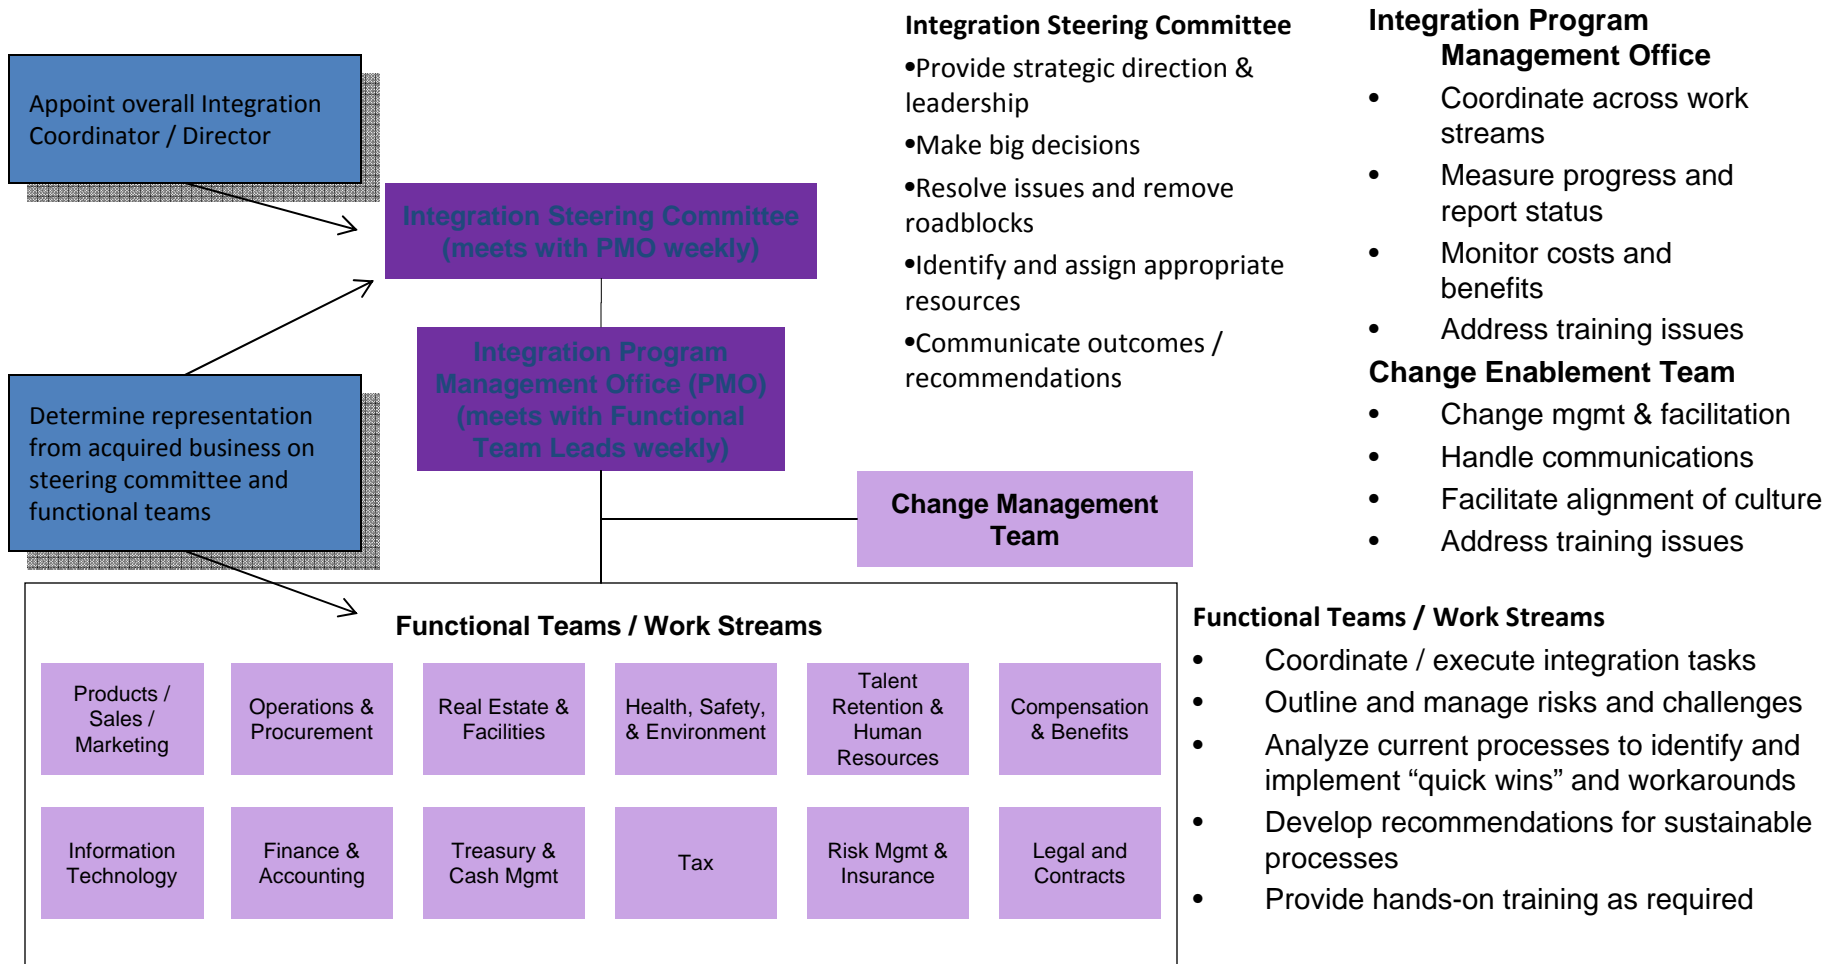 Appoint overall Integration
Coordinator / Director
Determine representation
from acquired business on
steering committee and
functional teams
Integration Steering Committee
(meets with PMO weekly)
Integration Program
Management Office (PMO)
(meets with Functional
Team Leads weekly)
Change Management
Team
Functional Teams / Work Streams
Products /
Sales /
Marketing
Operations &
Procurement
Real Estate &
Facilities
Health, Safety,
& Environment
Talent
Retention &
Human
Resources
Compensation
& Benefits
Information
Technology
Finance &
Accounting
Treasury &
Cash Mgmt
Tax
Risk Mgmt &
Insurance
Legal and
Contracts
Integration Steering Committee
•Provide strategic direction &
leadership
•Make big decisions
•Resolve issues and remove
roadblocks
•Identify and assign appropriate
resources
•Communicate outcomes /
recommendations
Integration Program
Management Office
• Coordinate across work
streams
• Measure progress and
report status
• Monitor costs and
benefits
• Address training issues
Change Enablement Team
• Change mgmt & facilitation
• Handle communications
• Facilitate alignment of culture
• Address training issues
Functional Teams / Work Streams
• Coordinate / execute integration tasks
• Outline and manage risks and challenges
• Analyze current processes to identify and
implement “quick wins” and workarounds
• Develop recommendations for sustainable
processes
• Provide hands-on training as required